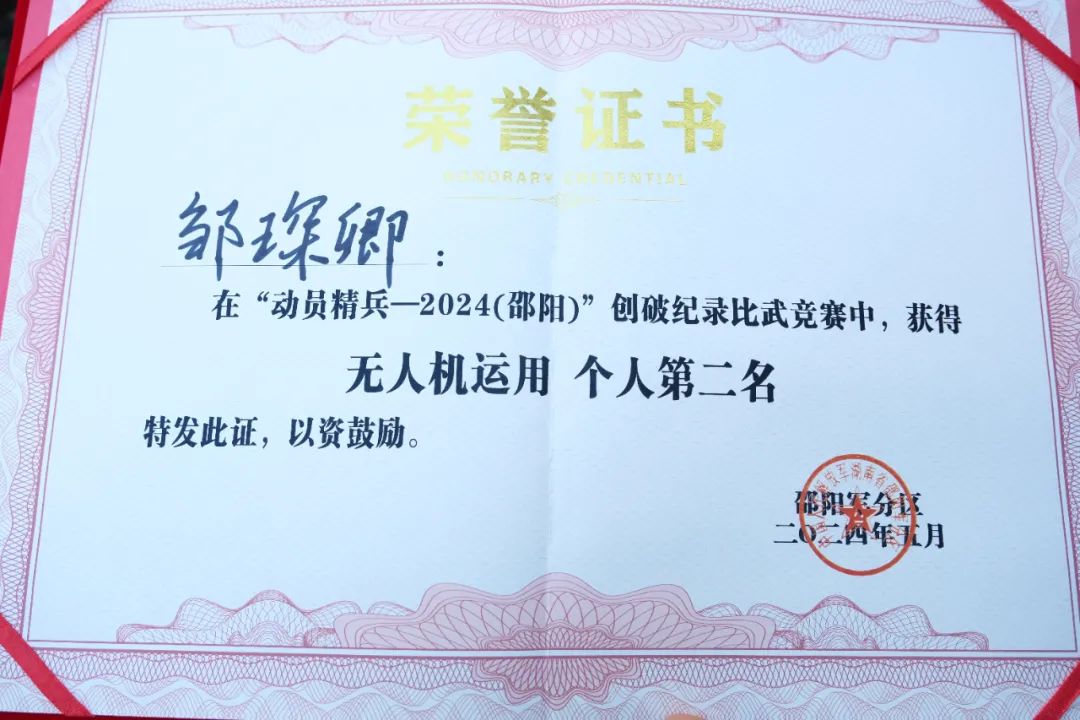 荣誉证书
HONORARY CREDENTIAL
邹琛卿：
在“动员精兵—2024(邵阳)”创破纪录比武竞赛中，获得
无人机运用 个人第二名
特发此证，以资鼓励。
邵阳军分区
二〇二四年五月